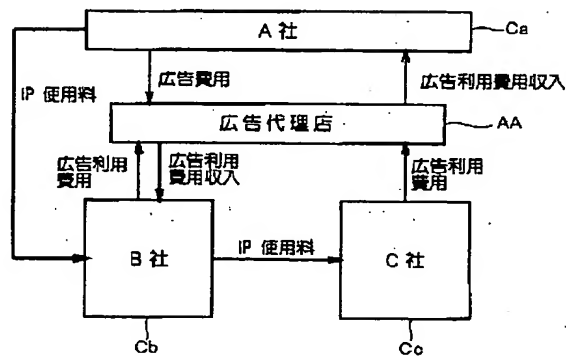 A 社
Ca
IP 使用料
広告費用
広告利用費用収入
広告代理店
AA
広告利用
費用
広告利用
費用収入
広告利用
費用
B 社
IP 使用料
C 社
Cb
Cc